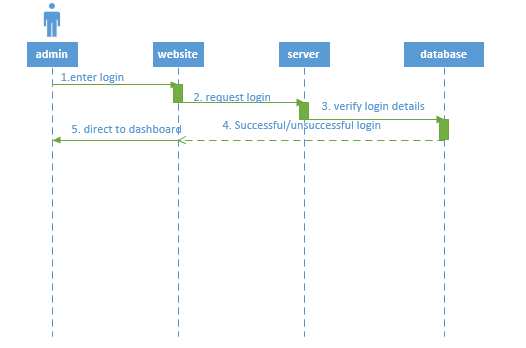 admin
website
server
database
1.enter login
2. request login
3. verify login details
4. Successful/unsuccessful login
5. direct to dashboard